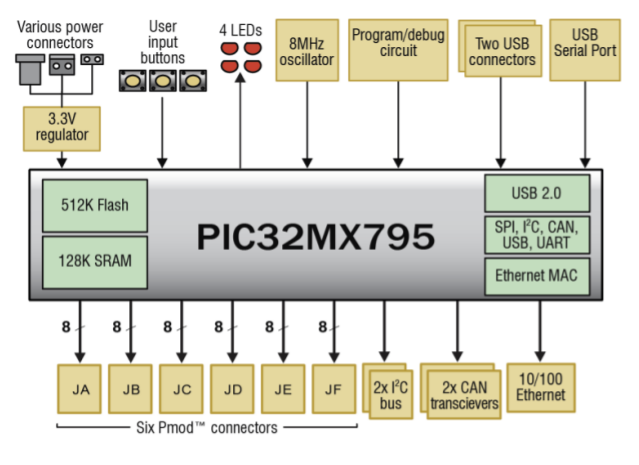 Various power
connectors
User
input
buttons
4 LEDs
8MHz
oscillator
Program/debug
circuit
Two USB
connectors
USB
Serial Port
3.3V
regulator
512K Flash
128K SRAM
PIC32MX795
USB 2.0
SPI, I²C, CAN,
USB, UART
Ethernet MAC
8
8
8
8
8
8
JA
JB
JC
JD
JE
JF
2x I²C
bus
2x CAN
transcievers
10/100
Ethernet
Six Pmod™ connectors